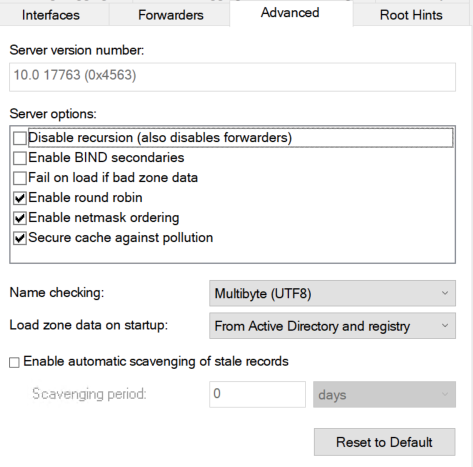 Interfaces Forwarders Advanced Root Hints
Server version number:
10.0 17763 (0x4563)
Server options:
Disable recursion (also disables forwarders)
Enable BIND secondaries
Fail on load if bad zone data
Enable round robin
Enable netmask ordering
Secure cache against pollution
Name checking: Multibyte (UTF8)
Load zone data on startup: From Active Directory and registry
Enable automatic scavenging of stale records
Scavenging period: 0 days
Reset to Default